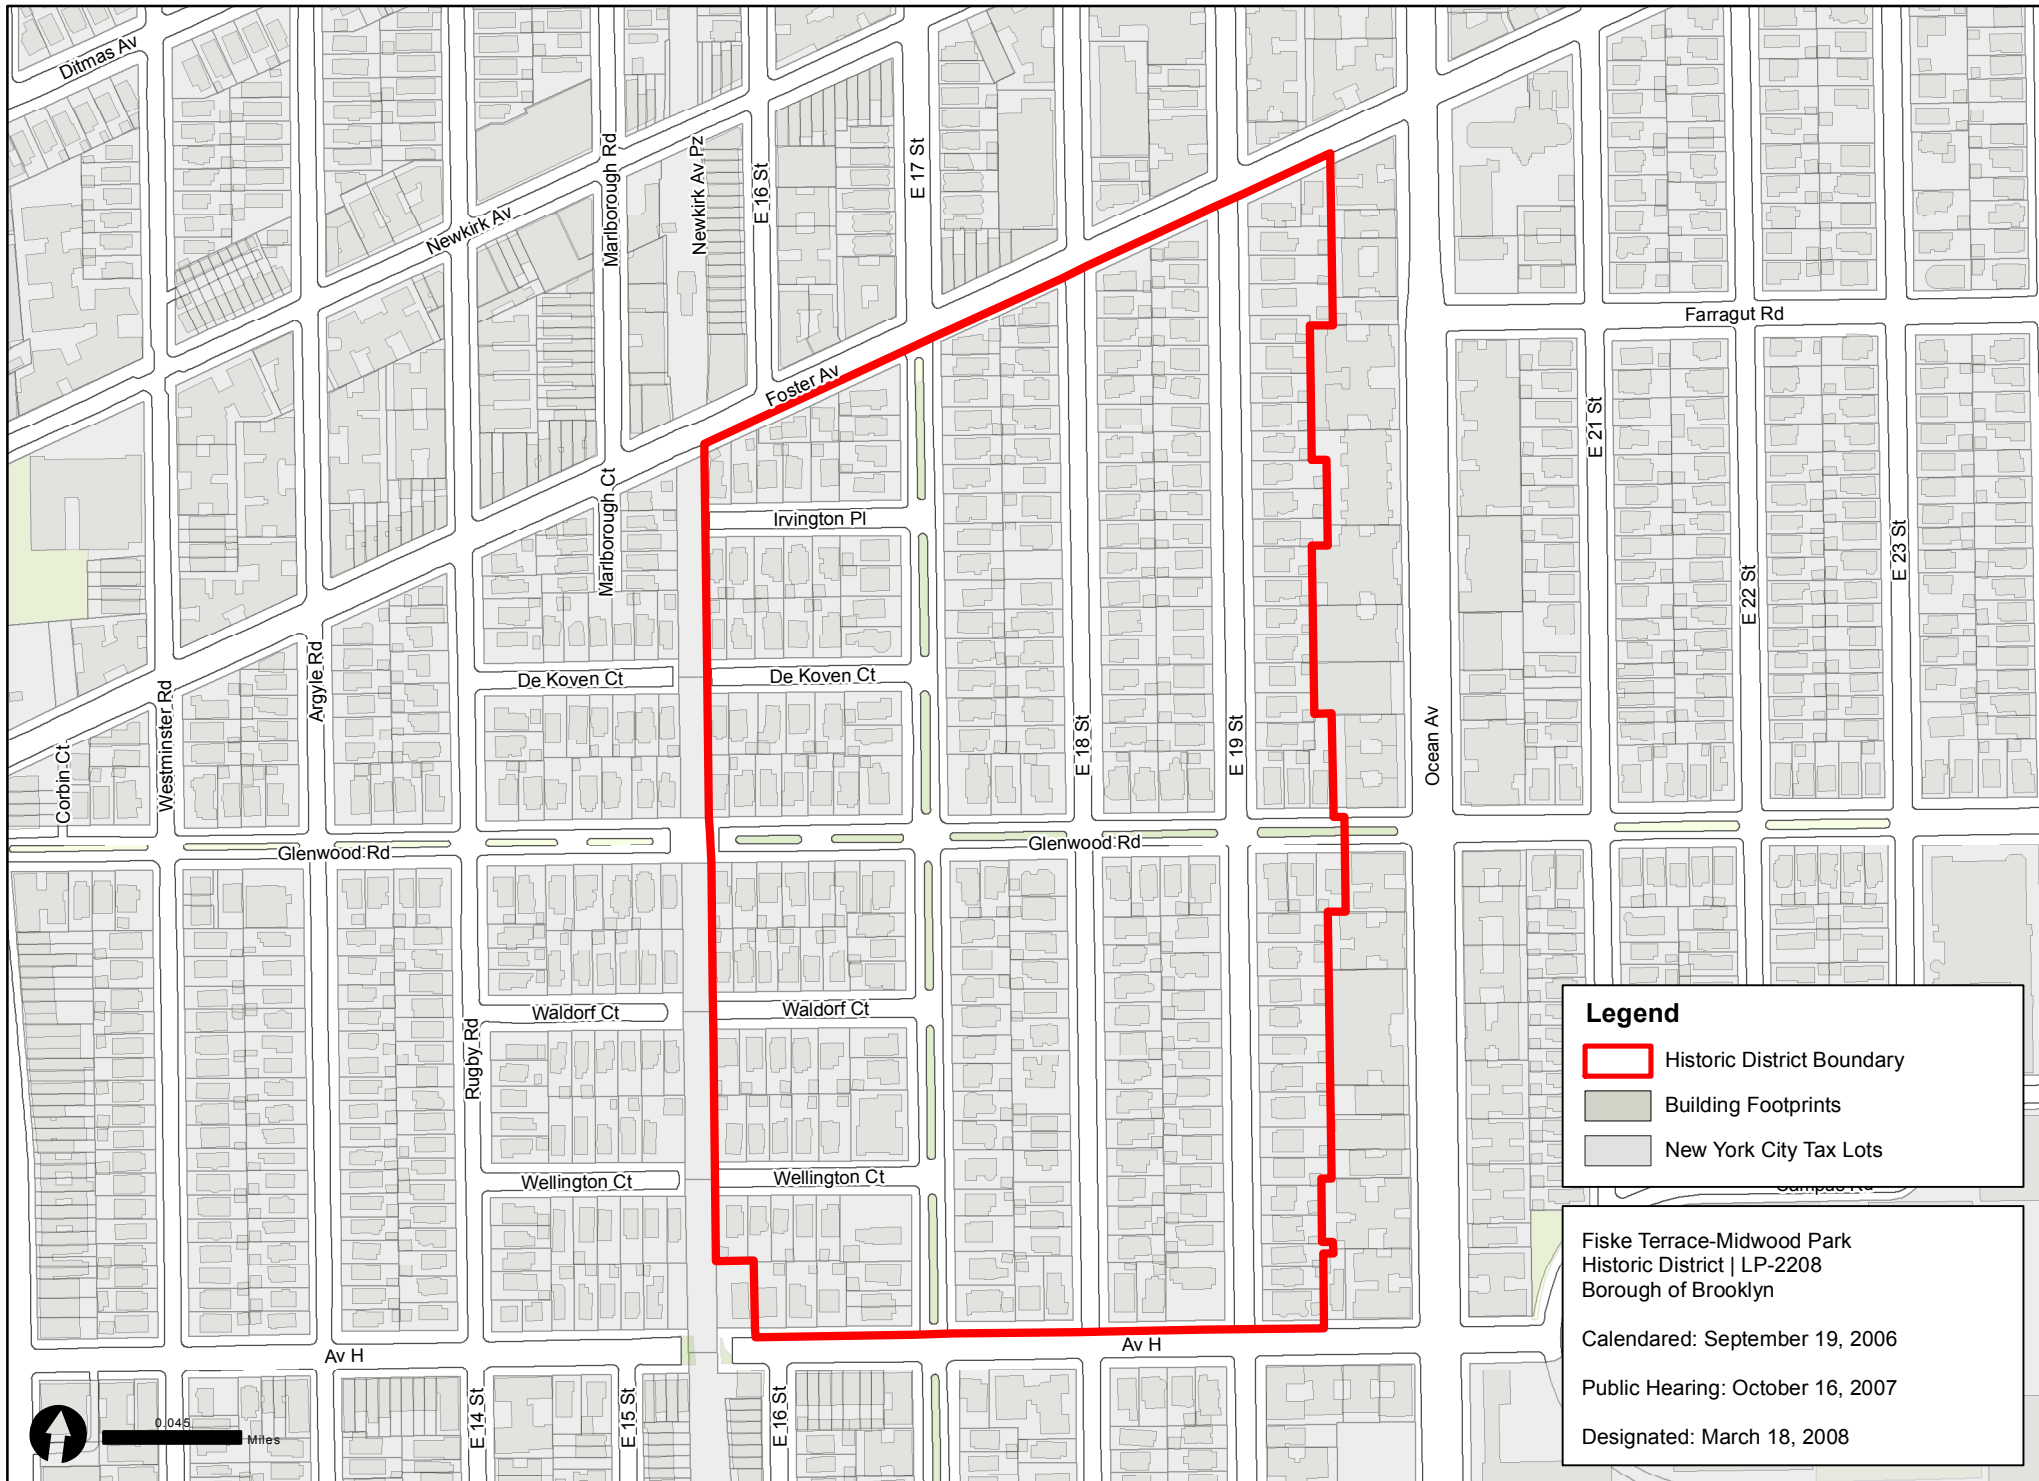 Ditmas Av
Newkirk Av
Marlborough Rd
Newkirk Av Pz
E 16 St
E 17 St
Farragut Rd
Foster Av
Marlborough Ct
Irvington Pl
E 21 St
E 22 St
E 23 St
De Koven Ct
De Koven Ct
Argyle Rd
Westminster Rd
Corbin Ct
E 18 St
E 19 St
Ocean Av
Glenwood Rd
Glenwood Rd
Waldorf Ct
Waldorf Ct
Rugby Rd
Wellington Ct
Wellington Ct
Av H
Av H
E 14 St
E 15 St
E 16 St
0.045
Miles
Legend
Historic District Boundary
Building Footprints
New York City Tax Lots
Campus Rd
Fiske Terrace-Midwood Park
Historic District | LP-2208
Borough of Brooklyn
Calendared: September 19, 2006
Public Hearing: October 16, 2007
Designated: March 18, 2008